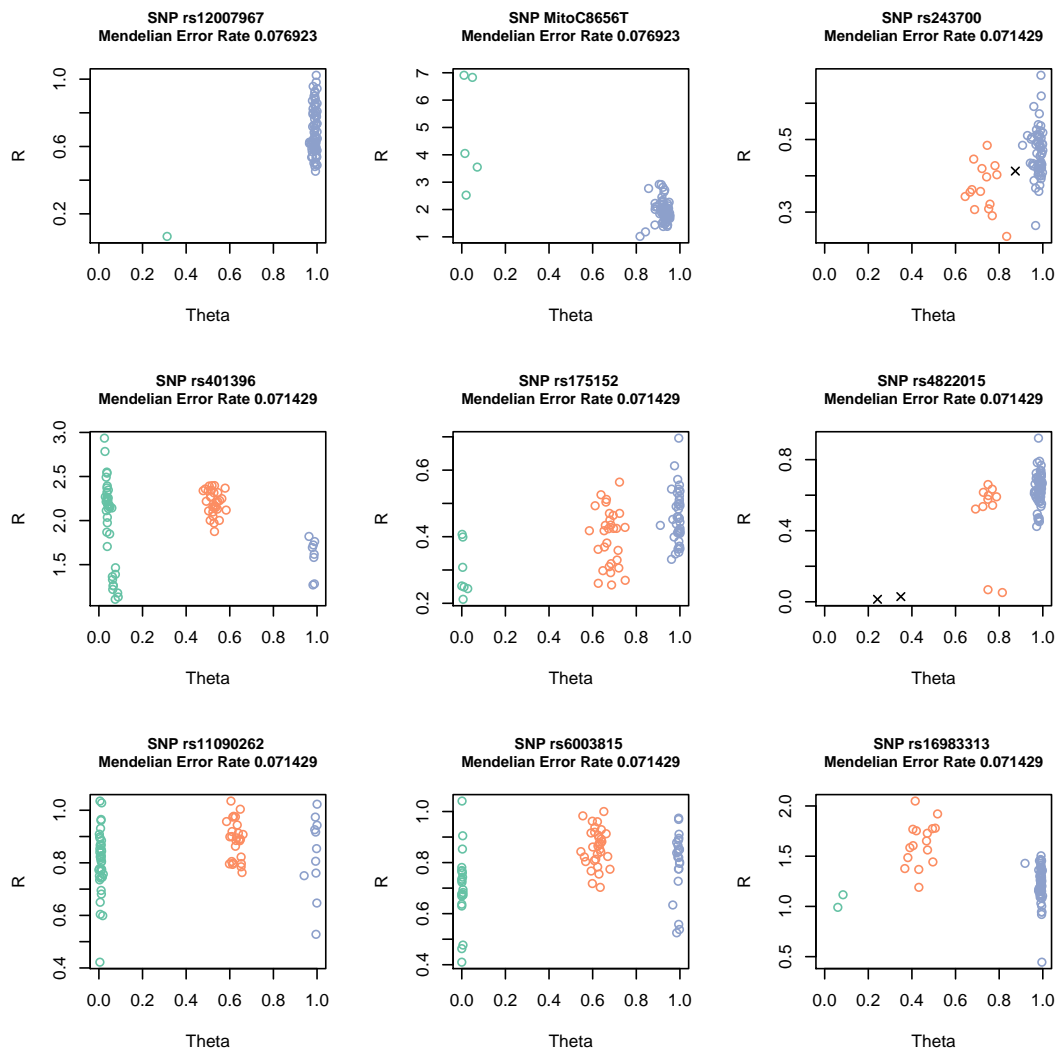 SNP rs12007967
Mendelian Error Rate 0.076923
R
0.2 0.6 1.0
0.0 0.2 0.4 0.6 0.8 1.0
Theta
SNP MitoC8656T
Mendelian Error Rate 0.076923
R
1 2 3 4 5 6 7
0.0 0.2 0.4 0.6 0.8 1.0
Theta
SNP rs243700
Mendelian Error Rate 0.071429
R
0.3 0.5
0.0 0.2 0.4 0.6 0.8 1.0
Theta
SNP rs401396
Mendelian Error Rate 0.071429
R
1.5 2.0 2.5 3.0
0.0 0.2 0.4 0.6 0.8 1.0
Theta
SNP rs175152
Mendelian Error Rate 0.071429
R
0.2 0.4 0.6
0.0 0.2 0.4 0.6 0.8 1.0
Theta
SNP rs4822015
Mendelian Error Rate 0.071429
R
0.0 0.4 0.8
0.0 0.2 0.4 0.6 0.8 1.0
Theta
SNP rs11090262
Mendelian Error Rate 0.071429
R
0.4 0.6 0.8 1.0
0.0 0.2 0.4 0.6 0.8 1.0
Theta
SNP rs6003815
Mendelian Error Rate 0.071429
R
0.4 0.6 0.8 1.0
0.0 0.2 0.4 0.6 0.8 1.0
Theta
SNP rs16983313
Mendelian Error Rate 0.071429
R
0.5 1.0 1.5 2.0
0.0 0.2 0.4 0.6 0.8 1.0
Theta